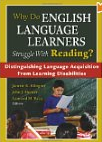 Why Do ENGLISH
LANGUAGE
LEARNERS
Struggle With Reading?
Distinguishing Language Acquisition
From Learning Disabilities